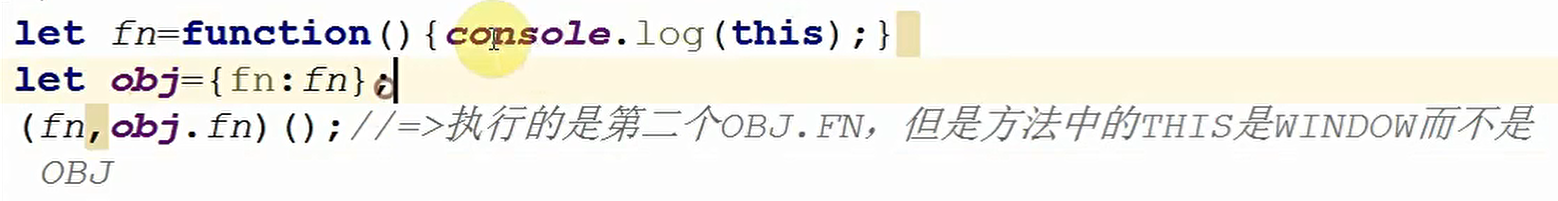 let fn=function(){console.log(this);}
let obj={fn:fn};
(fn,obj.fn)();//=>执行的是第二个OBJ.FN，但是方法中的THIS是WINDOW而不是
OBJ